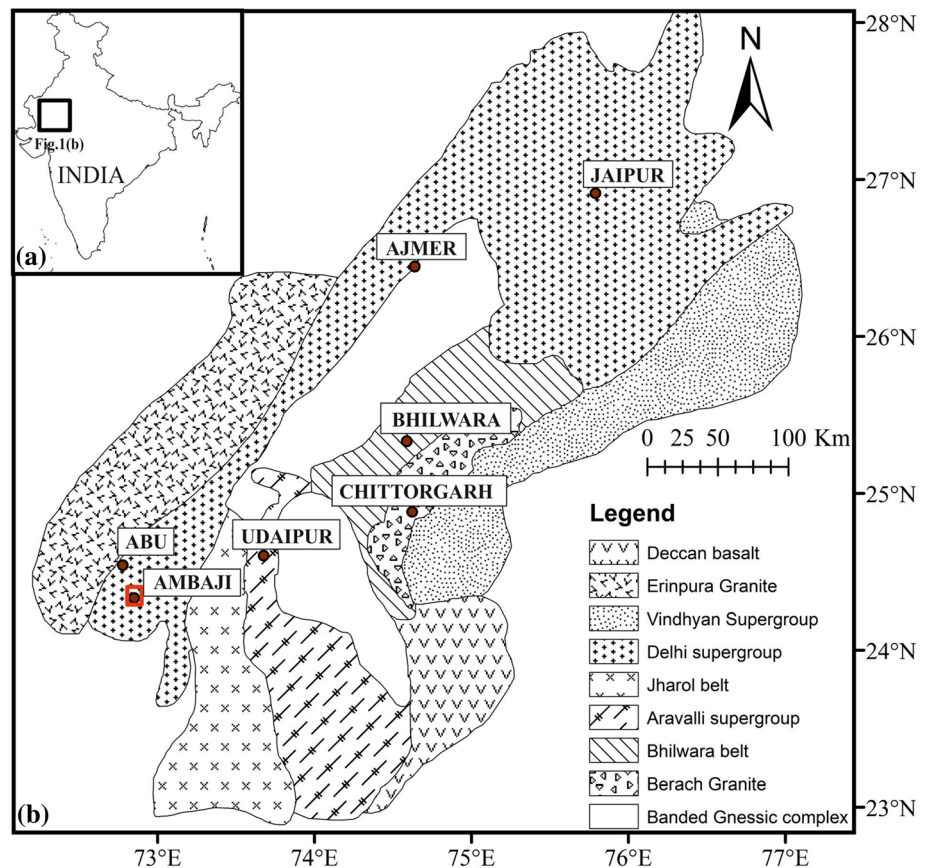 Fig.1(b)
INDIA
(a)
N
28°N
27°N
26°N
25°N
24°N
23°N
JAIPUR
AJMER
BHILWARA
CHITTORGARH
UDAIPUR
ABU
AMBAJI
0 25 50 100 Km
Legend
Deccan basalt
Erinpura Granite
Vindhyan Supergroup
Delhi supergroup
Jharol belt
Aravalli supergroup
Bhilwara belt
Berach Granite
Banded Gnessic complex
(b)
73°E 74°E 75°E 76°E 77°E